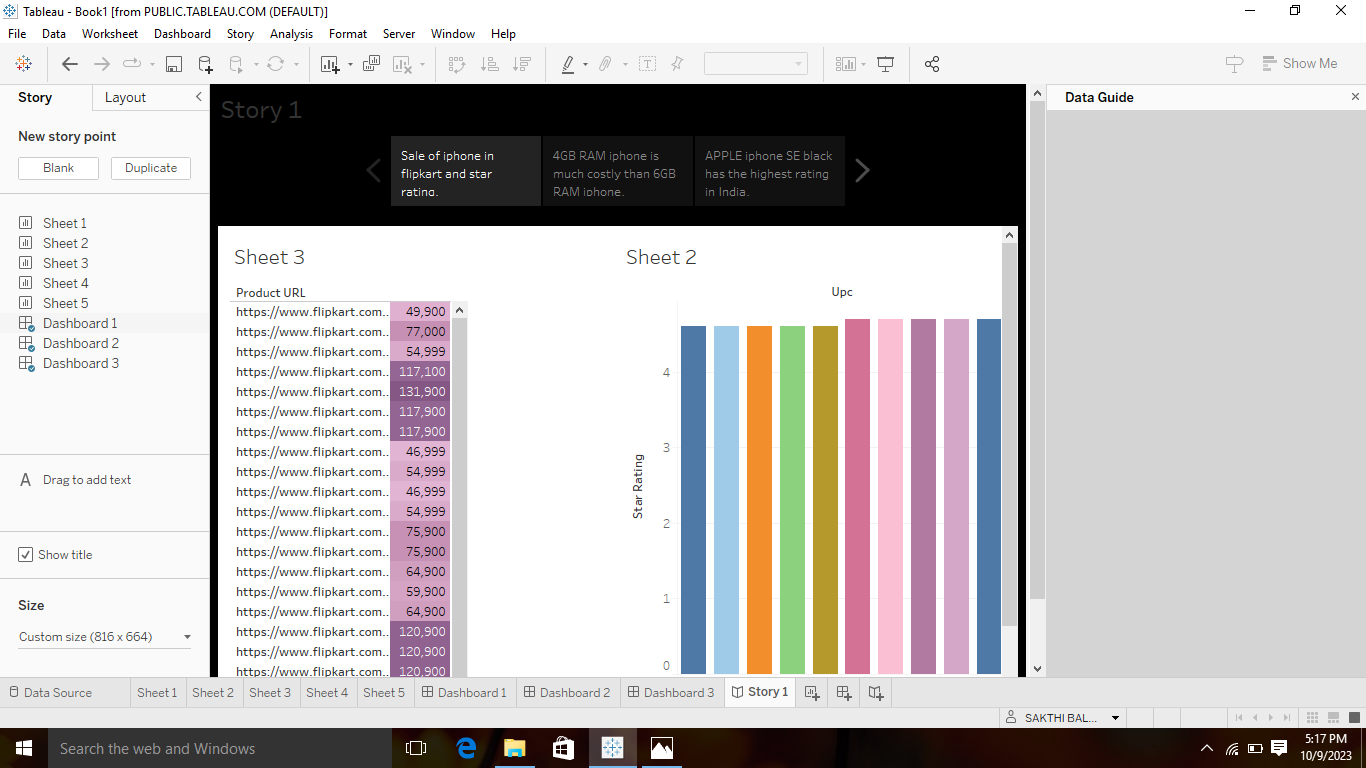 Tableau - Book1 [from PUBLIC.TABLEAU.COM (DEFAULT)]
File Data Worksheet Dashboard Story Analysis Format Server Window Help
Show Me
Story Layout
New story point
Blank Duplicate
Sheet 1
Sheet 2
Sheet 3
Sheet 4
Sheet 5
Dashboard 1
Dashboard 2
Dashboard 3
A Drag to add text
Show title
Size
Custom size (816 x 664)
Story 1
Sale of iphone in
flipkart and star
rating.
4GB RAM iphone is
much costly than 6GB
RAM iphone.
APPLE iphone SE black
has the highest rating
in India.
Sheet 3
Product URL
https://www.flipkart.com.. 49,900
https://www.flipkart.com.. 77,000
https://www.flipkart.com.. 54,999
https://www.flipkart.com.. 117,100
https://www.flipkart.com.. 131,900
https://www.flipkart.com.. 117,900
https://www.flipkart.com.. 117,900
https://www.flipkart.com.. 46,999
https://www.flipkart.com.. 54,999
https://www.flipkart.com.. 46,999
https://www.flipkart.com.. 54,999
https://www.flipkart.com.. 75,900
https://www.flipkart.com.. 75,900
https://www.flipkart.com.. 64,900
https://www.flipkart.com.. 59,900
https://www.flipkart.com.. 64,900
https://www.flipkart.com.. 120,900
https://www.flipkart.com.. 120,900
https://www.flipkart.com.. 120,900
Sheet 2
Upc
Star Rating
4
3
2
1
0
Data Guide
Data Source Sheet 1 Sheet 2 Sheet 3 Sheet 4 Sheet 5 Dashboard 1 Dashboard 2 Dashboard 3 Story 1
SAKTHI BAL...
Search the web and Windows
5:17 PM
10/9/2023